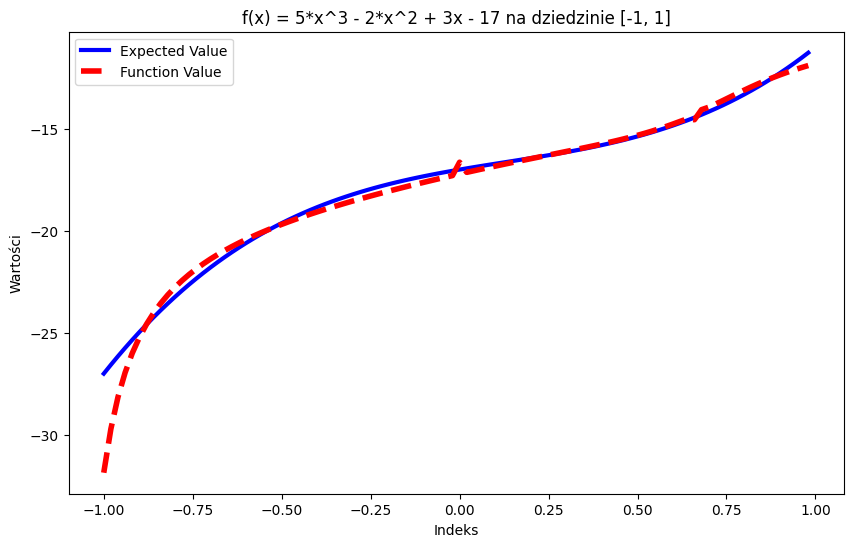 f(x) = 5*x^3 - 2*x^2 + 3x - 17 na dziedzinie [-1, 1]
Expected Value
Function Value
Wartości
−15
−20
−25
−30
−1.00 −0.75 −0.50 −0.25 0.00 0.25 0.50 0.75 1.00
Indeks